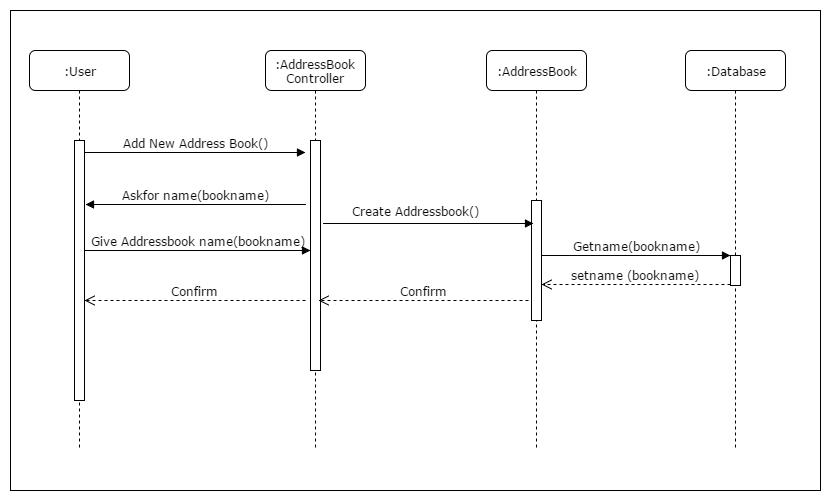 :User
:AddressBook
Controller
:AddressBook
:Database
Add New Address Book()
Askfor name(bookname)
Create Addressbook()
Give Addressbook name(bookname)
Getname(bookname)
setname (bookname)
Confirm
Confirm